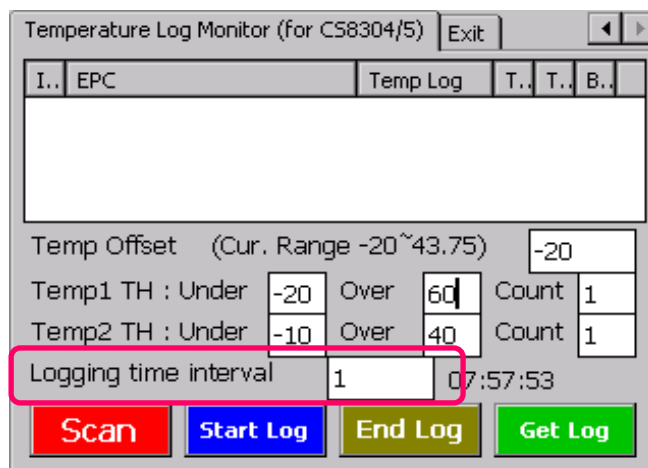 Temperature Log Monitor (for CS8304/5) Exit
I.. EPC Temp Log T.. T.. B..
Temp Offset (Cur. Range -20~43.75) -20
Temp1 TH : Under -20 Over 60 Count 1
Temp2 TH : Under -10 Over 40 Count 1
Logging time interval 1 07:57:53
Scan Start Log End Log Get Log